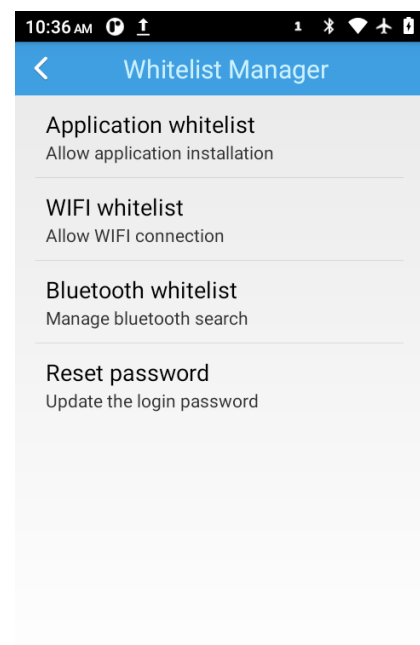 10:36 AM 1
Whitelist Manager
Application whitelist
Allow application installation
WIFI whitelist
Allow WIFI connection
Bluetooth whitelist
Manage bluetooth search
Reset password
Update the login password